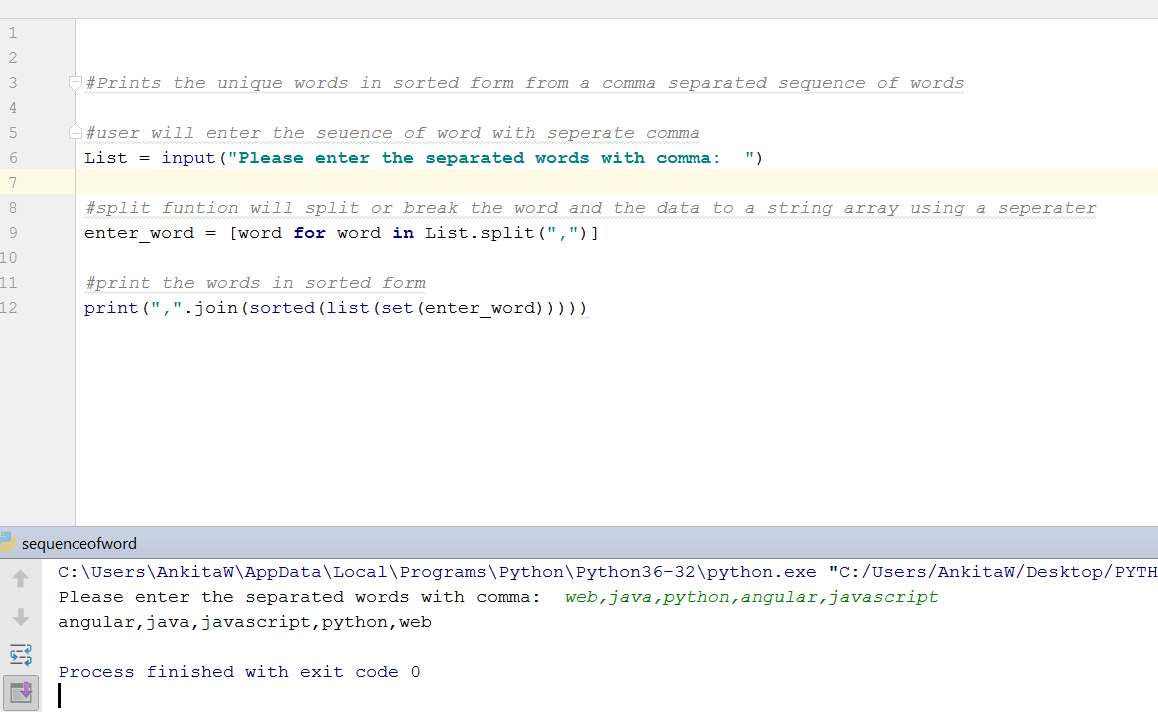 1
2
3 #Prints the unique words in sorted form from a comma separated sequence of words
4
5 #user will enter the seuence of word with seperate comma
6 List = input("Please enter the separated words with comma:  ")
7
8 #split funtion will split or break the word and the data to a string array using a seperater
9 enter_word = [word for word in List.split(",")]
10
11 #print the words in sorted form
12 print(",".join(sorted(list(set(enter_word)))))
sequenceofword
C:\Users\AnkitaW\AppData\Local\Programs\Python\Python36-32\python.exe "C:/Users/AnkitaW/Desktop/PYTH
Please enter the separated words with comma:  web,java,python,angular,javascript
angular,java,javascript,python,web
Process finished with exit code 0